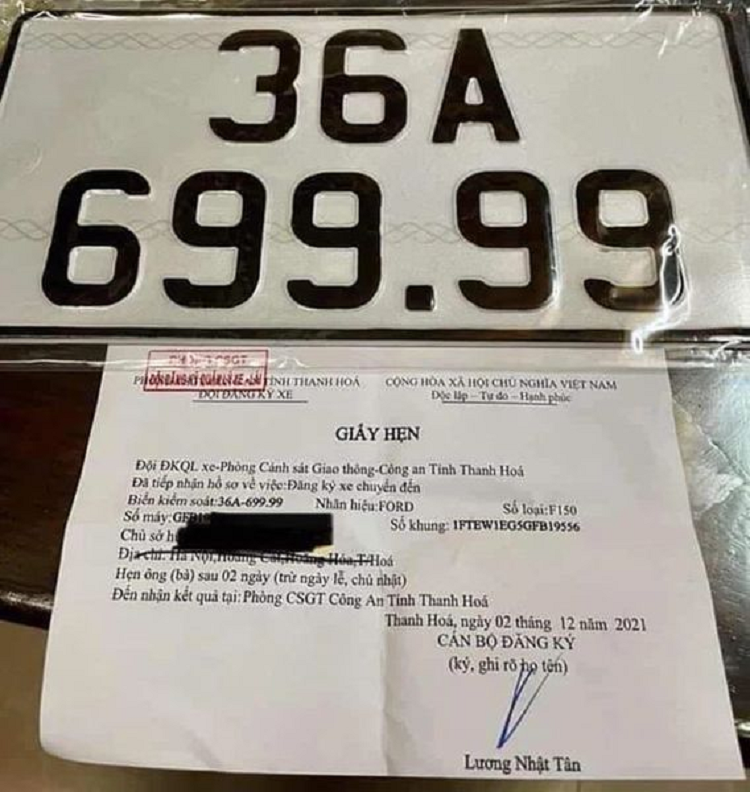 36A
699.99
PHÒNG CSGT
TỈNH THANH HOÁ CỘNG HÒA XÃ HỘI CHỦ NGHĨA VIỆT NAM
ĐỘI ĐĂNG KÝ XE Độc lập – Tự do – Hạnh phúc
GIẤY HẸN
Đội ĐKQL xe-Phòng Cảnh sát Giao thông-Công an Tỉnh Thanh Hoá
Đã tiếp nhận hồ sơ về việc:Đăng ký xe chuyển đến
Biển kiểm soát:36A-699.99 Nhãn hiệu:FORD Số loại:F150
Số máy: Số khung: 1FTEW1EG5GFB19556
Chủ sở h
Địa chỉ: Hà Nội,Hoằng Cát,Hoằng Hóa,T/Hoá
Hẹn ông (bà) sau 02 ngày (trừ ngày lễ, chủ nhật)
Đến nhận kết quả tại: Phòng CSGT Công An Tỉnh Thanh Hoá
Thanh Hoá, ngày 02 tháng 12 năm 2021
CÁN BỘ ĐĂNG KÝ
(ký, ghi rõ họ tên)
Lương Nhật Tân